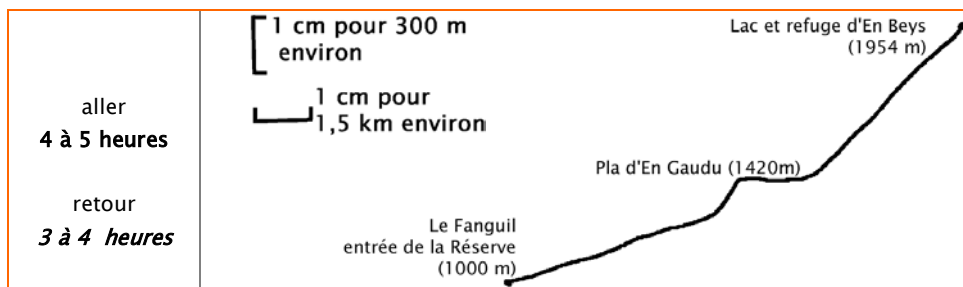 aller
4 à 5 heures
retour
3 à 4 heures
1 cm pour 300 m
environ
1 cm pour
1,5 km environ
Lac et refuge d'En Beys
(1954 m)
Pla d'En Gaudu (1420m)
Le Fanguil
entrée de la Réserve
(1000 m)